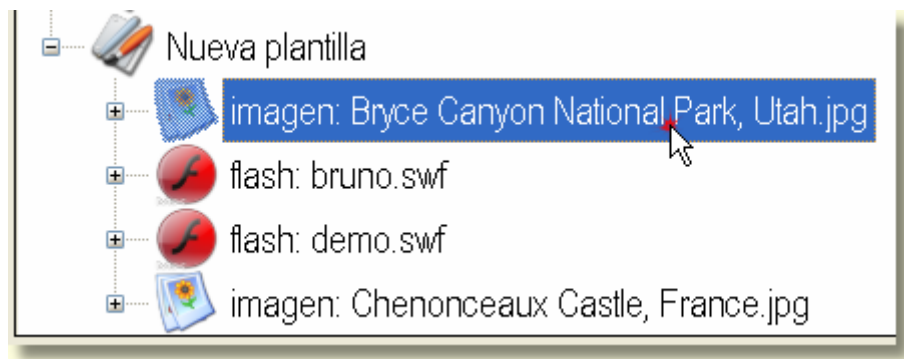 Nueva plantilla
imagen: Bryce Canyon National Park, Utah.jpg
flash: bruno.swf
flash: demo.swf
imagen: Chenonceaux Castle, France.jpg